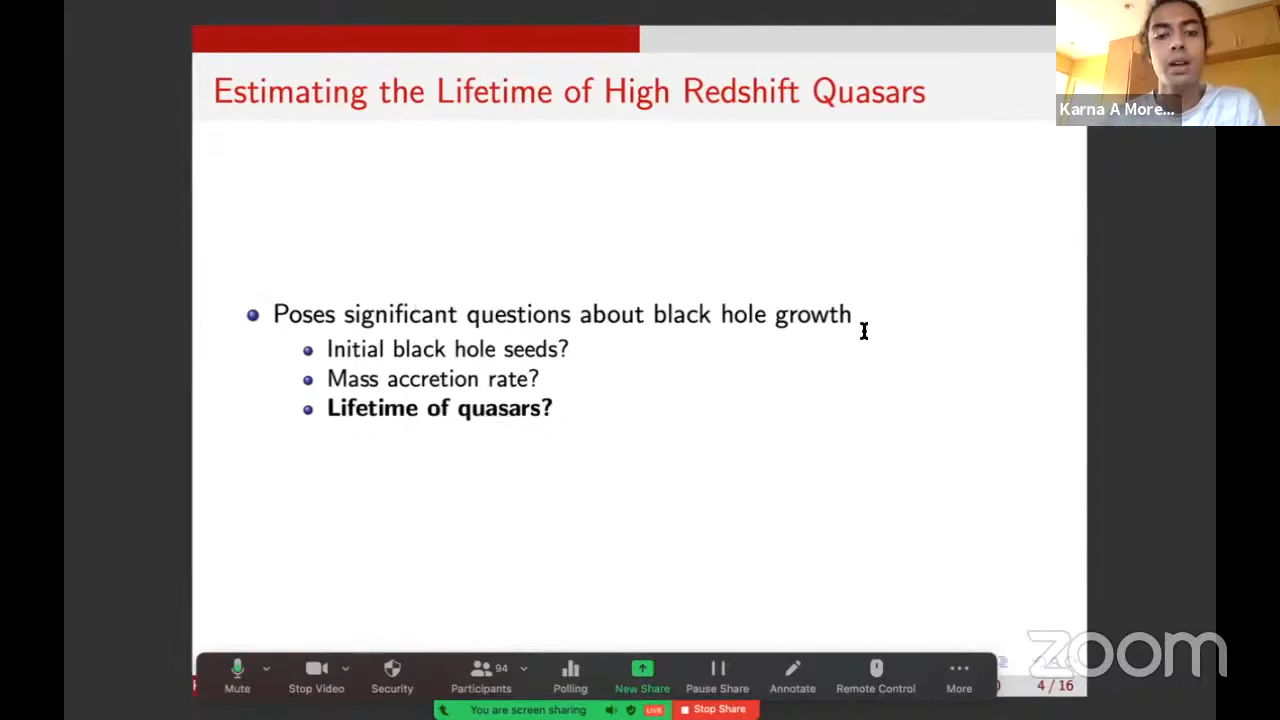 Estimating the Lifetime of High Redshift Quasars
Karna A More...
Poses significant questions about black hole growth
Initial black hole seeds?
Mass accretion rate?
Lifetime of quasars?
zoom
94
Mute
Stop Video
Security
Participants
Polling
New Share
Pause Share
Annotate
Remote Control
More
4 / 16
You are screen sharing
LIVE
Stop Share